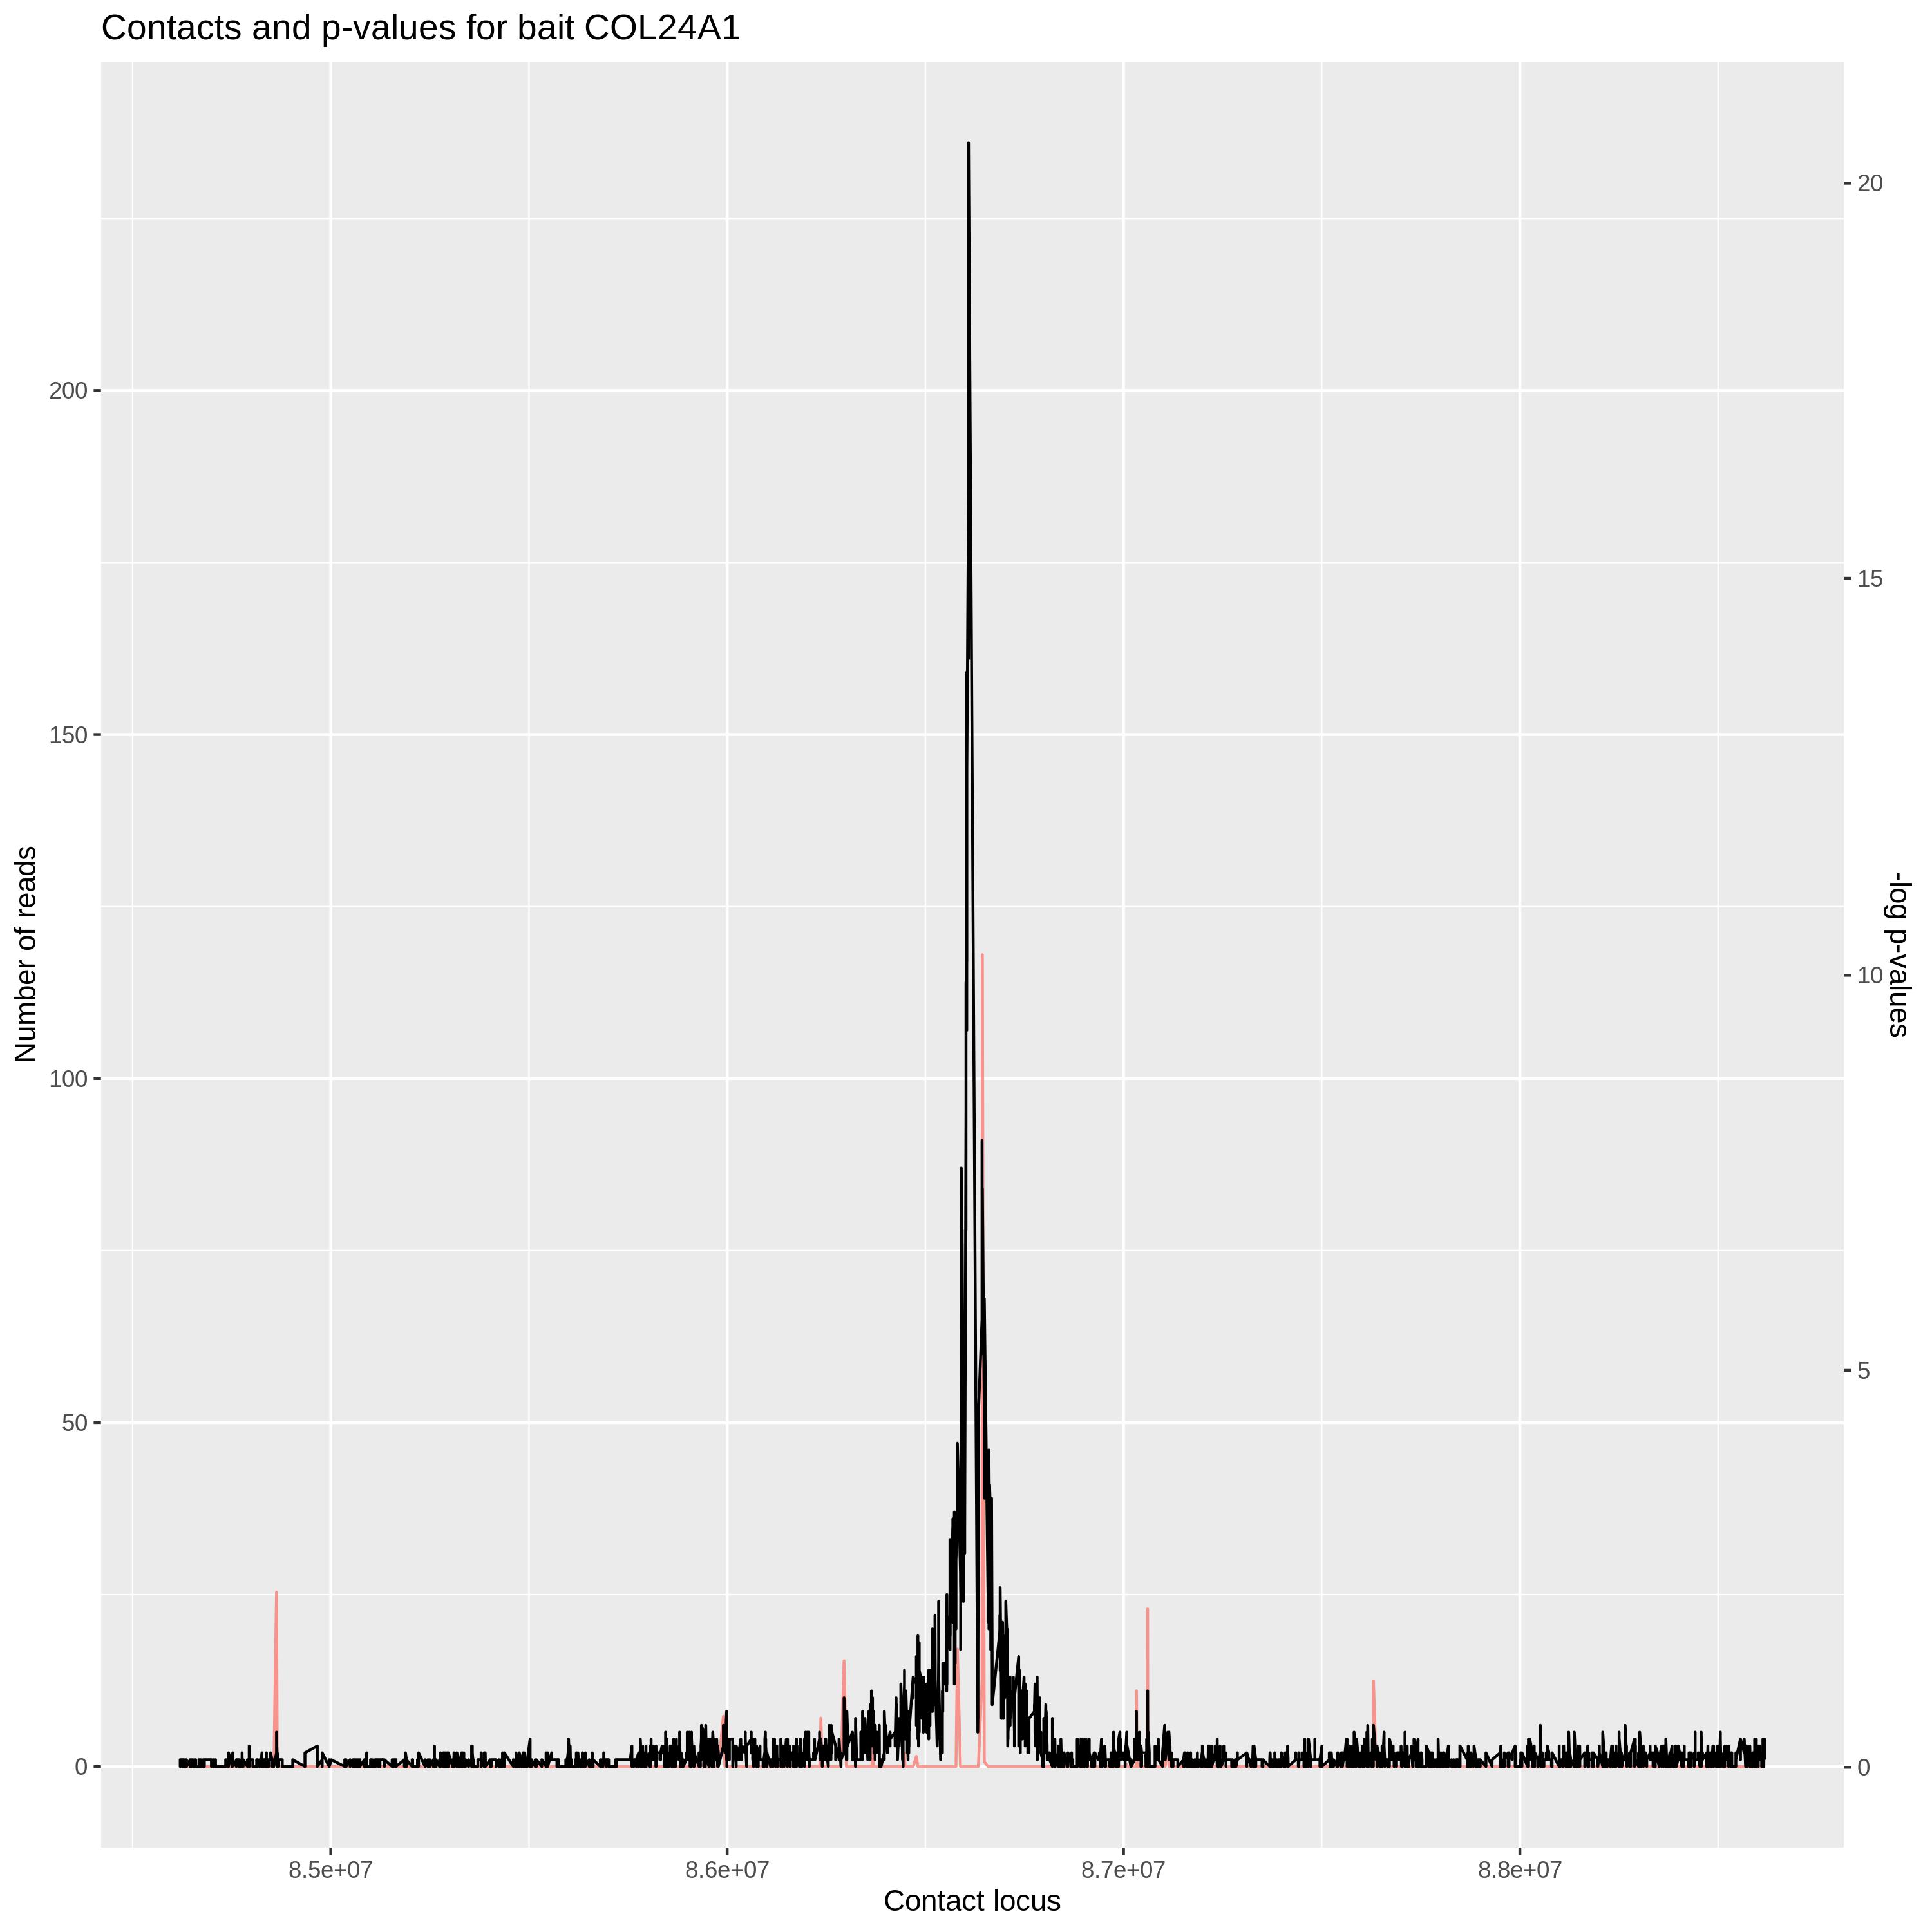 Contacts and p-values for bait COL24A1
Number of reads
200
150
100
50
0
20
15
10
5
0
-log p-values
8.5e+07
8.6e+07
8.7e+07
8.8e+07
Contact locus